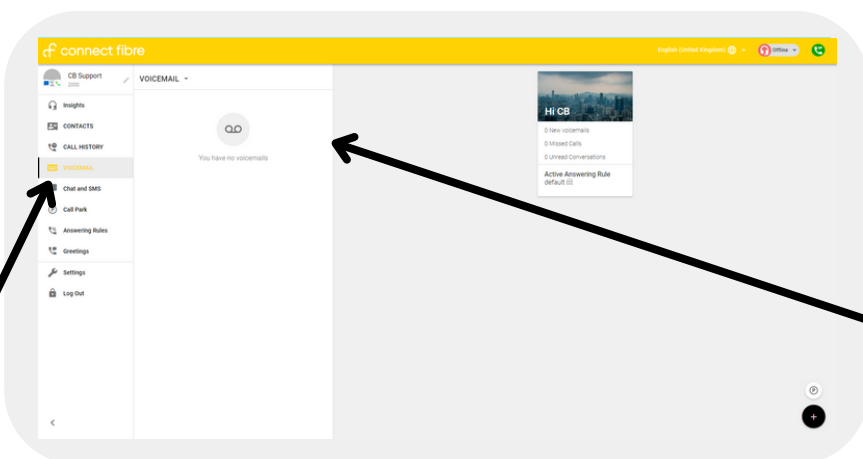 connect fibre
English (United Kingdom)
Offline
CB Support
VOICEMAIL
Insights
CONTACTS
CALL HISTORY
VOICEMAIL
Chat and SMS
Call Park
Answering Rules
Greetings
Settings
Log Out
You have no voicemails
Hi CB
0 New voicemails
0 Missed Calls
0 Unread Conversations
Active Answering Rule
default